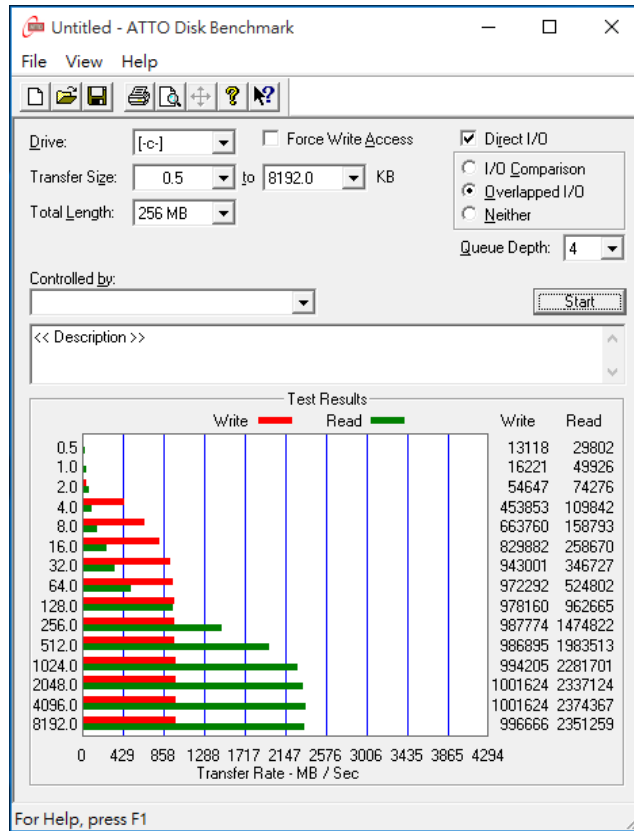 Untitled - ATTO Disk Benchmark
File View Help
Drive: [-c-] Force Write Access Direct I/O
I/O Comparison
Transfer Size: 0.5 to 8192.0 KB
Overlapped I/O
Total Length: 256 MB
Neither
Queue Depth: 4
Controlled by:
Start
<< Description >>
Test Results
Write Read Write Read
0.5 13118 29802
1.0 16221 49926
2.0 54647 74276
4.0 453853 109842
8.0 663760 158793
16.0 829882 258670
32.0 943001 346727
64.0 972292 524802
128.0 978160 962665
256.0 987774 1474822
512.0 986895 1983513
1024.0 994205 2281701
2048.0 1001624 2337124
4096.0 1001624 2374367
8192.0 996666 2351259
0 429 858 1288 1717 2147 2576 3006 3435 3865 4294
Transfer Rate - MB / Sec
For Help, press F1